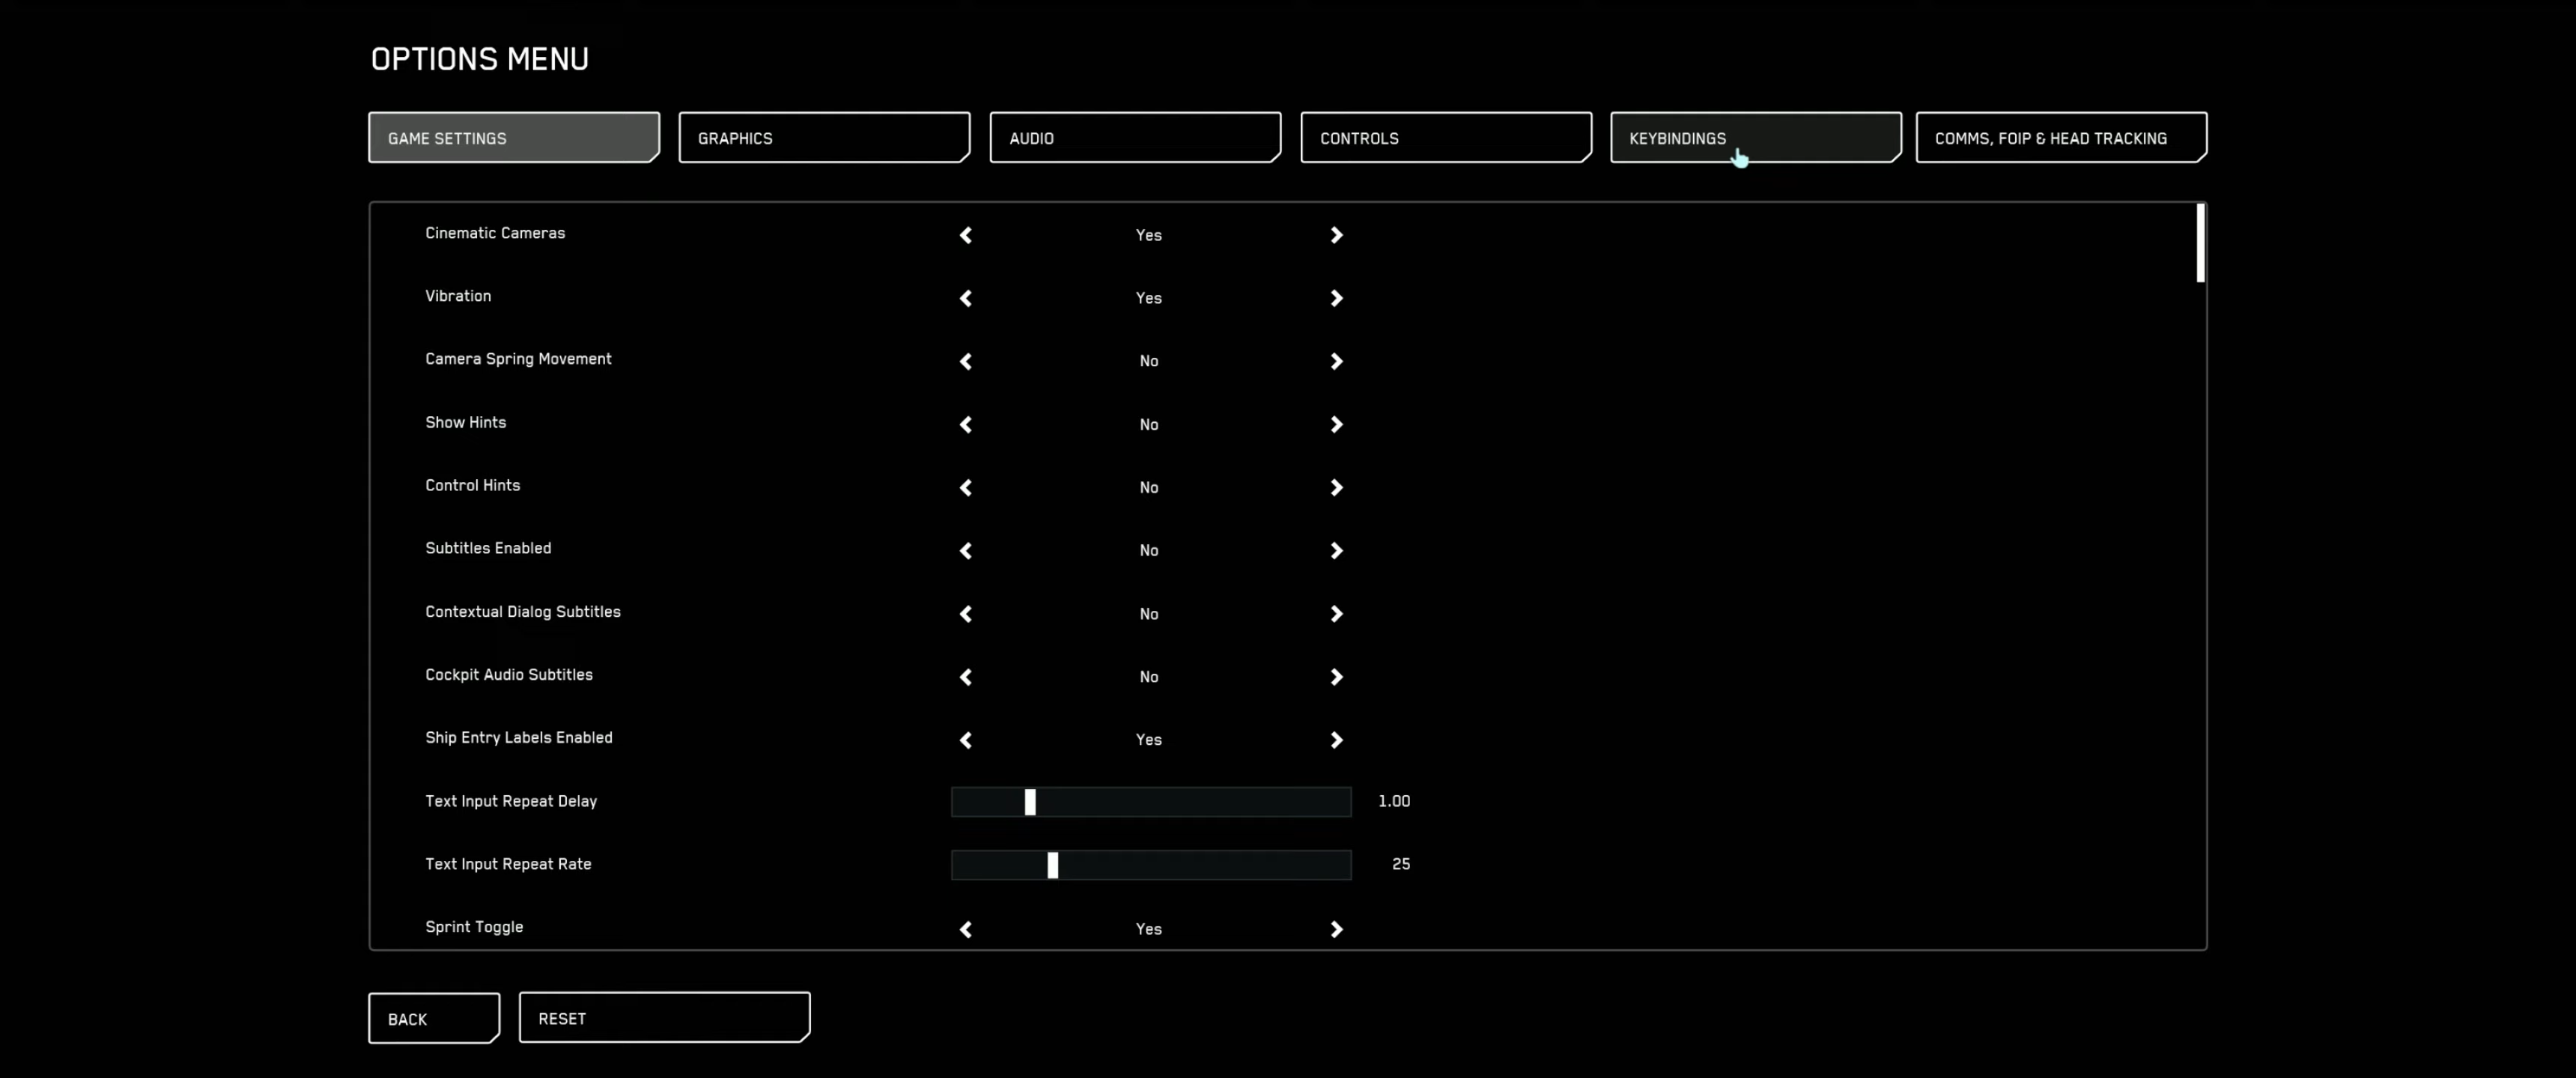 OPTIONS MENU
GAME SETTINGS GRAPHICS AUDIO CONTROLS KEYBINDINGS COMMS, FOIP & HEAD TRACKING
Cinematic Cameras Yes
Vibration Yes
Camera Spring Movement No
Show Hints No
Control Hints No
Subtitles Enabled No
Contextual Dialog Subtitles No
Cockpit Audio Subtitles No
Ship Entry Labels Enabled Yes
Text Input Repeat Delay 1.00
Text Input Repeat Rate 25
Sprint Toggle Yes
BACK RESET